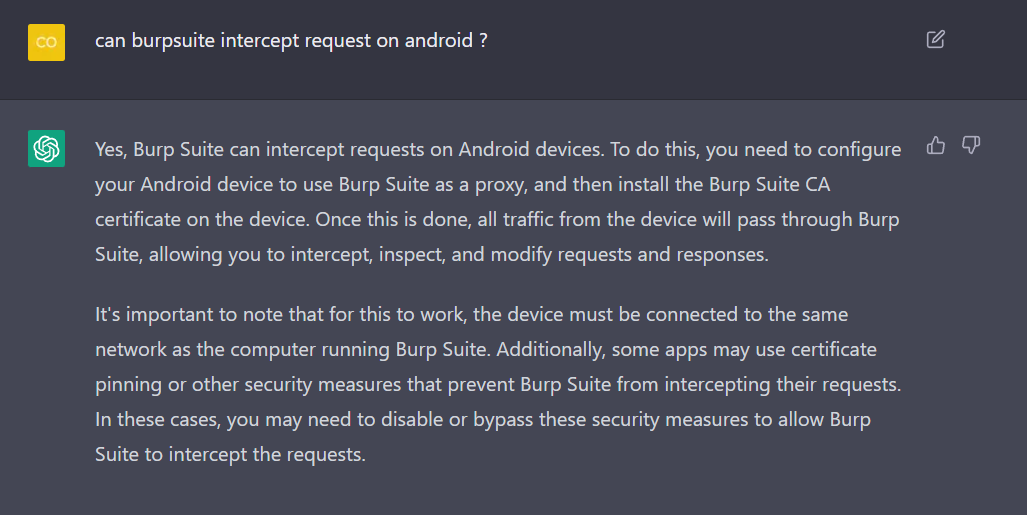 CO
can burpsuite intercept request on android ?
Yes, Burp Suite can intercept requests on Android devices. To do this, you need to configure
your Android device to use Burp Suite as a proxy, and then install the Burp Suite CA
certificate on the device. Once this is done, all traffic from the device will pass through Burp
Suite, allowing you to intercept, inspect, and modify requests and responses.
It's important to note that for this to work, the device must be connected to the same
network as the computer running Burp Suite. Additionally, some apps may use certificate
pinning or other security measures that prevent Burp Suite from intercepting their requests.
In these cases, you may need to disable or bypass these security measures to allow Burp
Suite to intercept the requests.